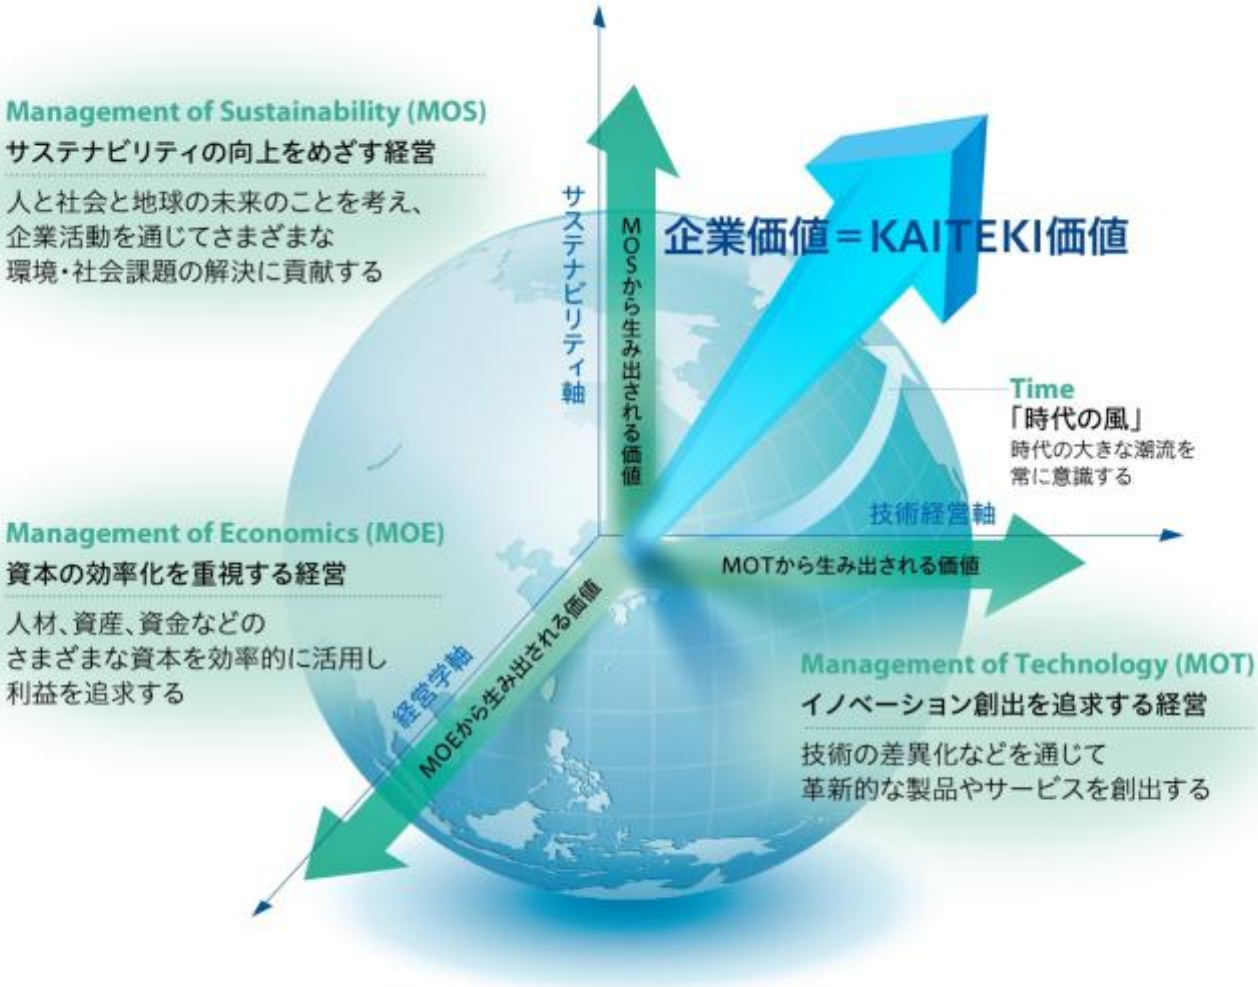 Management of Sustainability (MOS)
サステナビリティの向上をめざす経営
人と社会と地球の未来のことを考え、
企業活動を通じてさまざまな
環境・社会課題の解決に貢献する
サステナビリティ軸
MOSから生み出される価値
企業価値=KAITEKI価値
Time
「時代の風」
時代の大きな潮流を
常に意識する
技術経営軸
MOTから生み出される価値
Management of Economics (MOE)
資本の効率化を重視する経営
人材、資産、資金などの
さまざまな資本を効率的に活用し
利益を追求する
経営学軸
MOEから生み出される価値
Management of Technology (MOT)
イノベーション創出を追求する経営
技術の差異化などを通じて
革新的な製品やサービスを創出する